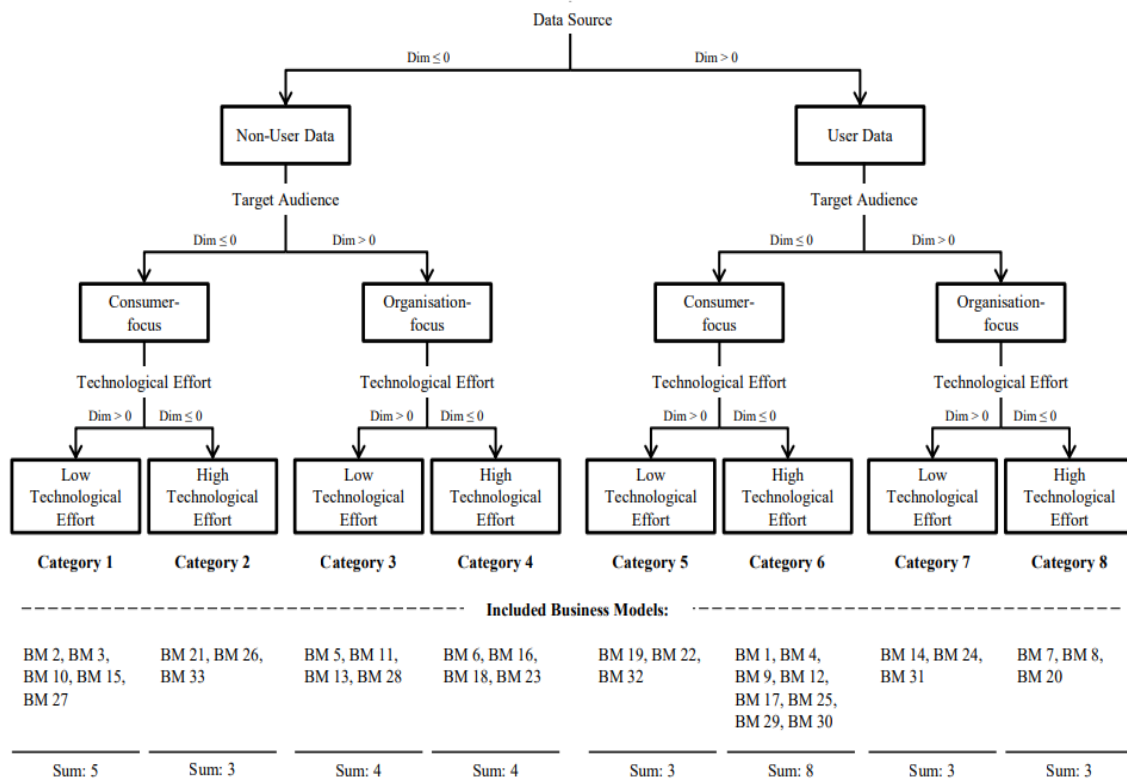 Data Source
Dim ≤ 0 Dim > 0
Non-User Data User Data
Target Audience Target Audience
Dim ≤ 0 Dim > 0 Dim ≤ 0 Dim > 0
Consumer-
focus
Organisation-
focus
Consumer-
focus
Organisation-
focus
Technological Effort Technological Effort Technological Effort Technological Effort
Dim > 0 Dim ≤ 0 Dim > 0 Dim ≤ 0 Dim > 0 Dim ≤ 0 Dim > 0 Dim ≤ 0
Low
Technological
Effort
High
Technological
Effort
Low
Technological
Effort
High
Technological
Effort
Low
Technological
Effort
High
Technological
Effort
Low
Technological
Effort
High
Technological
Effort
Category 1 Category 2 Category 3 Category 4 Category 5 Category 6 Category 7 Category 8
Included Business Models:
BM 2, BM 3,
BM 10, BM 15,
BM 27
BM 21, BM 26,
BM 33
BM 5, BM 11,
BM 13, BM 28
BM 6, BM 16,
BM 18, BM 23
BM 19, BM 22,
BM 32
BM 1, BM 4,
BM 9, BM 12,
BM 17, BM 25,
BM 29, BM 30
BM 14, BM 24,
BM 31
BM 7, BM 8,
BM 20
Sum: 5 Sum: 3 Sum: 4 Sum: 4 Sum: 3 Sum: 8 Sum: 3 Sum: 3